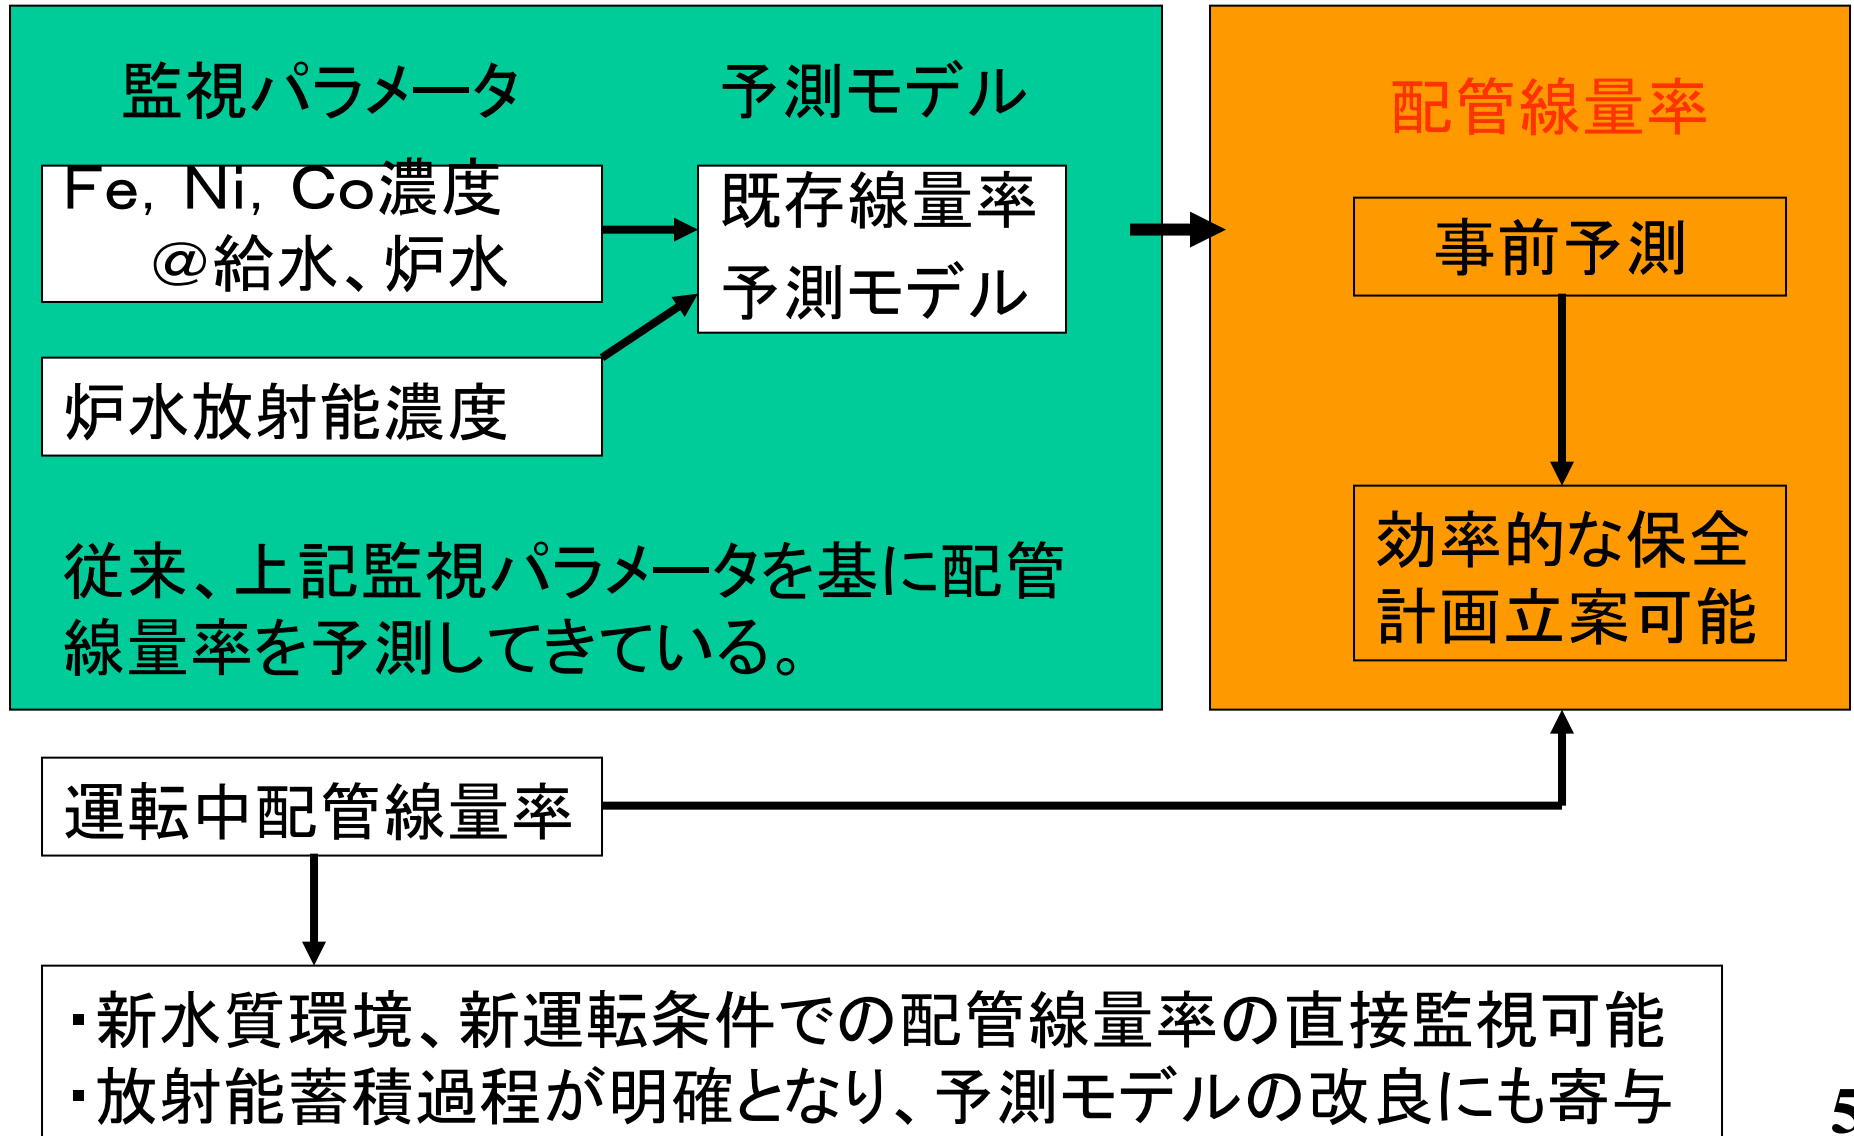 監視パラメータ
Fe, Ni, Co濃度
@給水、炉水
炉水放射能濃度
予測モデル
既存線量率
予測モデル
従来、上記監視パラメータを基に配管
線量率を予測してきている。
配管線量率
事前予測
効率的な保全
計画立案可能
運転中配管線量率
・新水質環境、新運転条件での配管線量率の直接監視可能
・放射能蓄積過程が明確となり、予測モデルの改良にも寄与
5